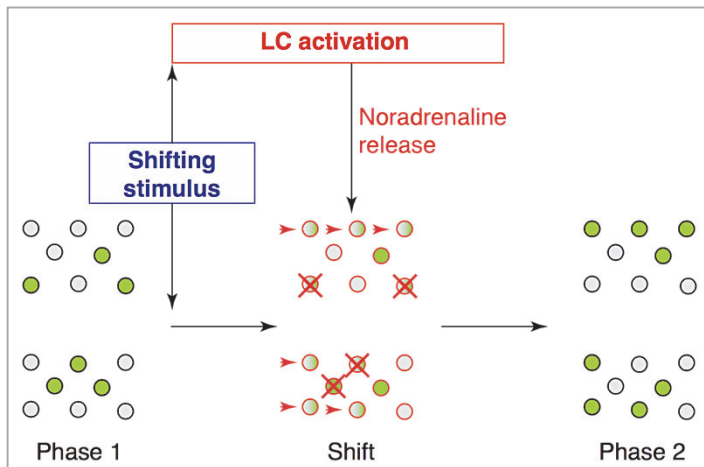 LC activation
Noradrenaline
release
Shifting
stimulus
Phase 1
Shift
Phase 2